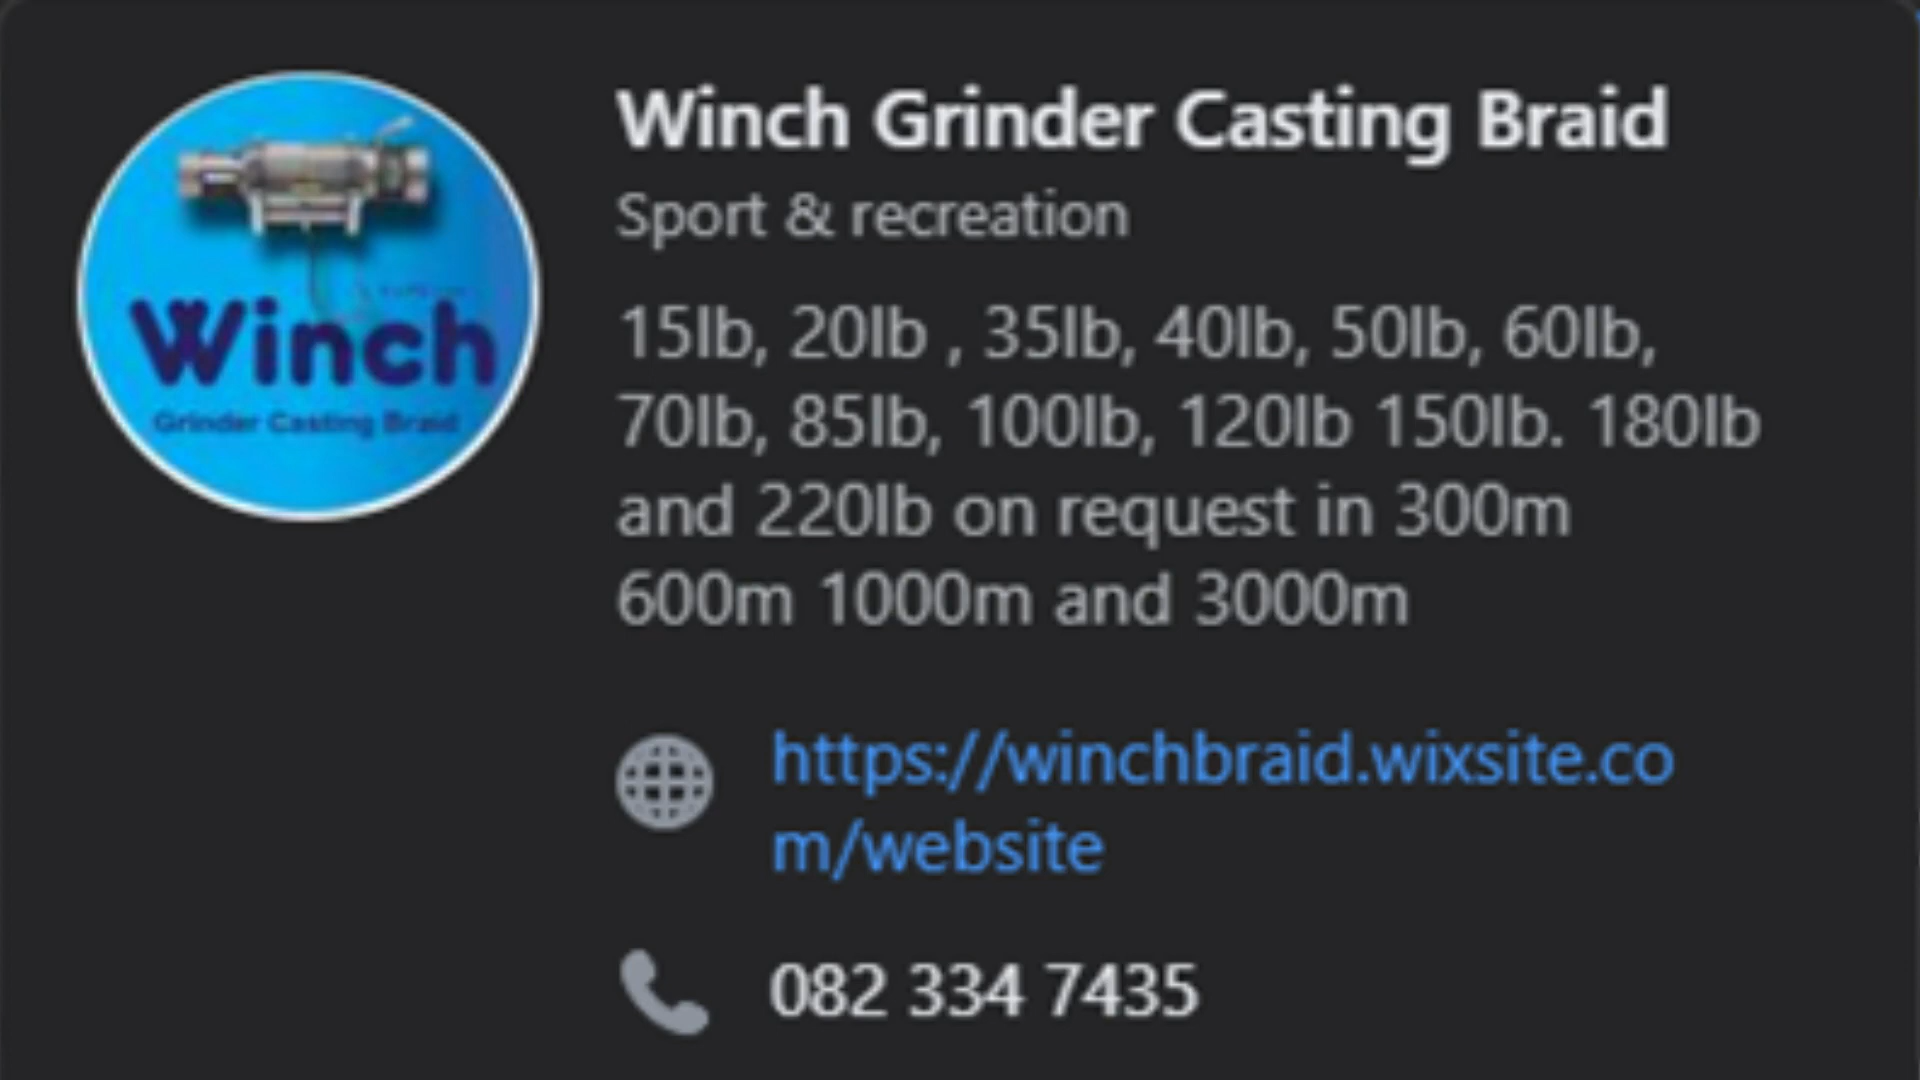 Winch
Grinder Casting Braid
Winch Grinder Casting Braid
Sport & recreation
15lb, 20lb , 35lb, 40lb, 50lb, 60lb,
70lb, 85lb, 100lb, 120lb 150lb. 180lb
and 220lb on request in 300m
600m 1000m and 3000m
https://winchbraid.wixsite.co
m/website
082 334 7435